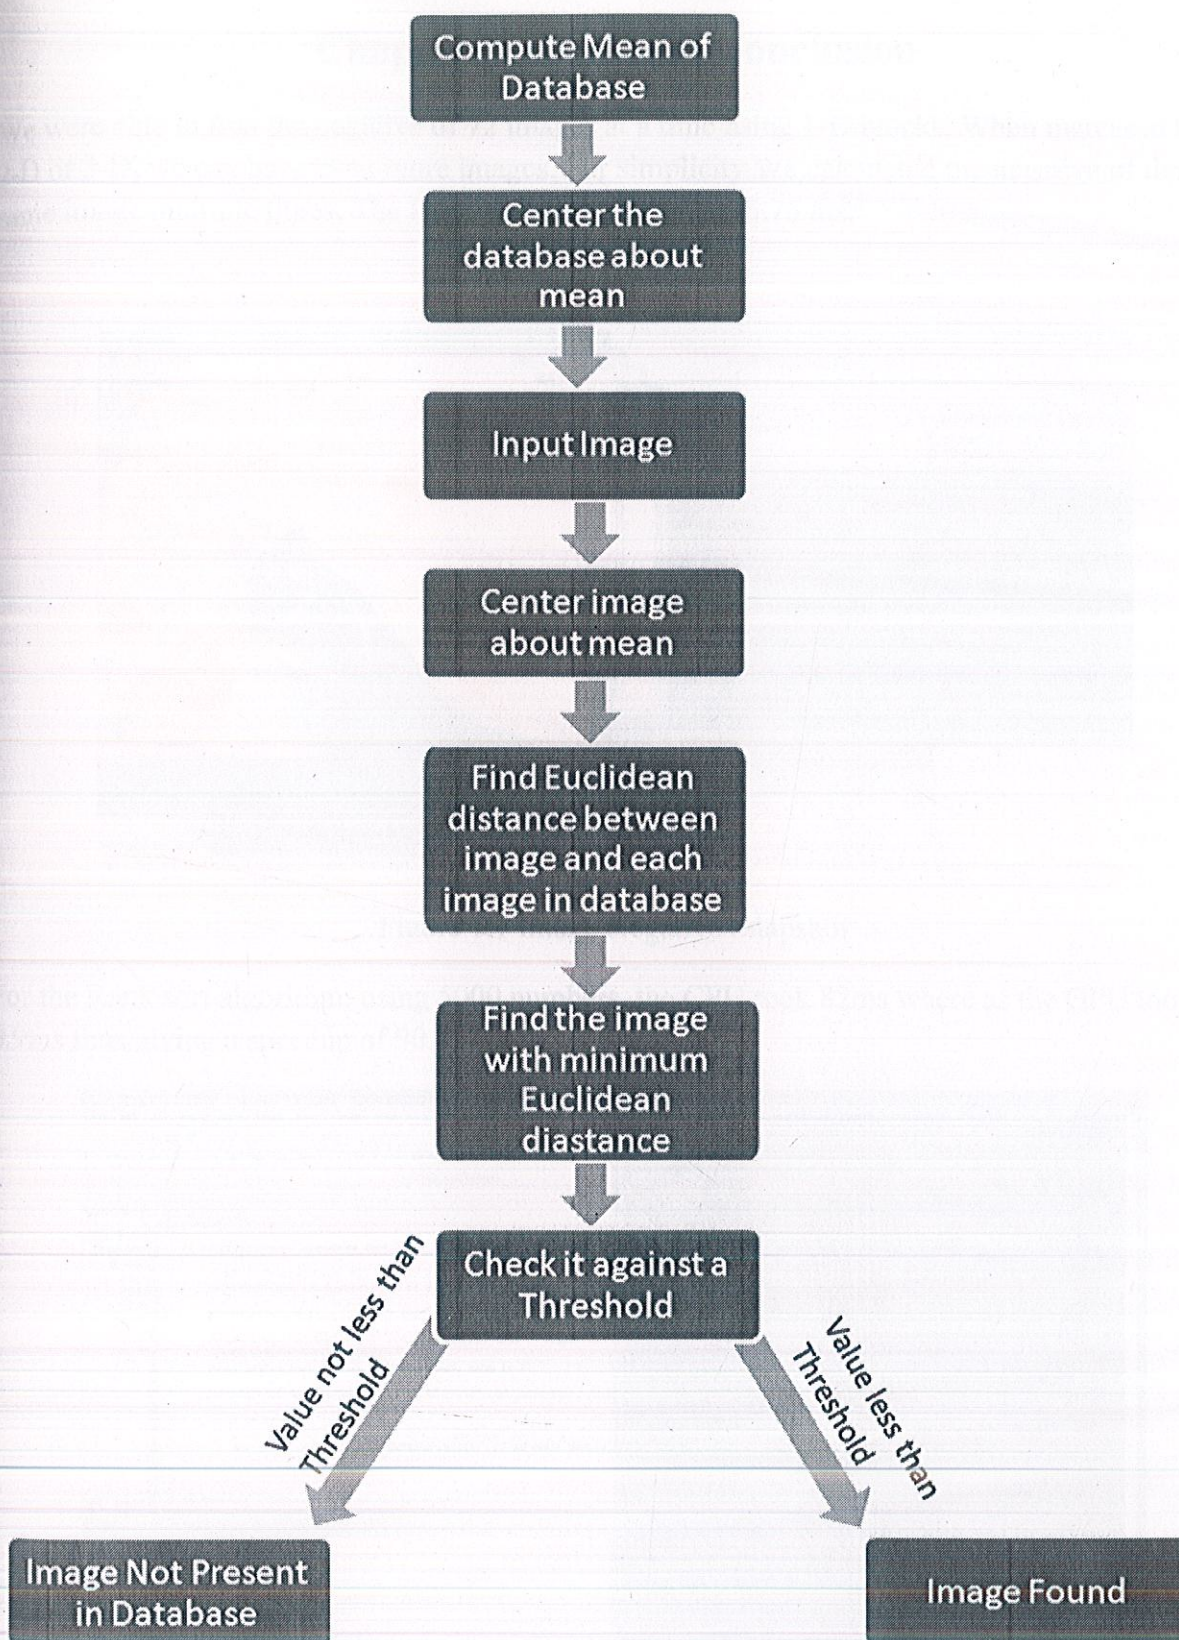 Compute Mean of
Database
Center the
database about
mean
Input Image
Center image
about mean
Find Euclidean
distance between
image and each
image in database
Find the image
with minimum
Euclidean
diastance
Check it against a
Threshold
Value not less than
Threshold
Value less than
Threshold
Image Not Present
in Database
Image Found